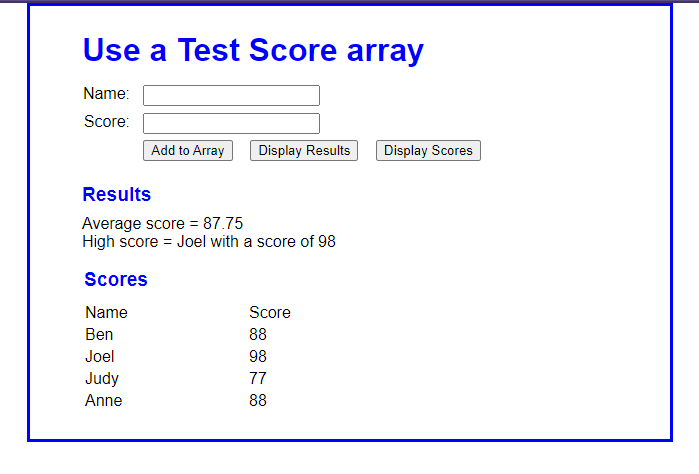 Use a Test Score array
Name:
Score:
Add to Array Display Results Display Scores
Results
Average score = 87.75
High score = Joel with a score of 98
Scores
Name Score
Ben 88
Joel 98
Judy 77
Anne 88